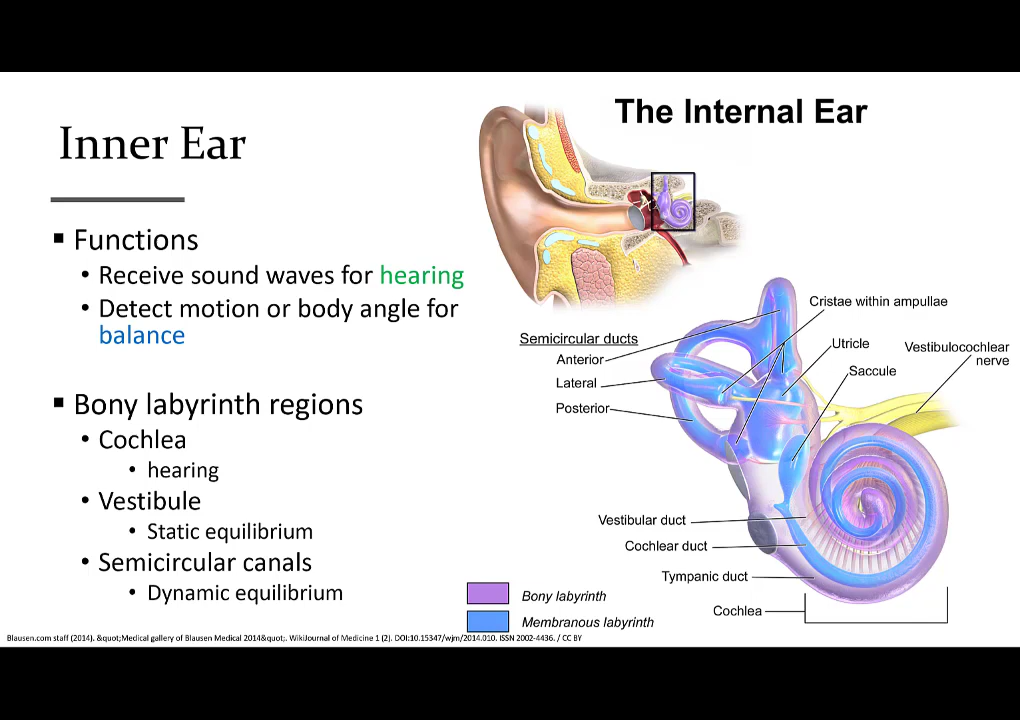 The Internal Ear
Inner Ear
▪ Functions
• Receive sound waves for hearing
• Detect motion or body angle for
balance
▪ Bony labyrinth regions
• Cochlea
• hearing
• Vestibule
• Static equilibrium
• Semicircular canals
• Dynamic equilibrium
Cristae within ampullae
Semicircular ducts
Anterior
Lateral
Posterior
Utricle
Saccule
Vestibulocochlear
nerve
Vestibular duct
Cochlear duct
Tympanic duct
Cochlea
Bony labyrinth
Membranous labyrinth
Blausen.com staff (2014). &quot;Medical gallery of Blausen Medical 2014&quot;. WikiJournal of Medicine 1 (2). DOI:10.15347/wjm/2014.010. ISSN 2002-4436. / CC BY